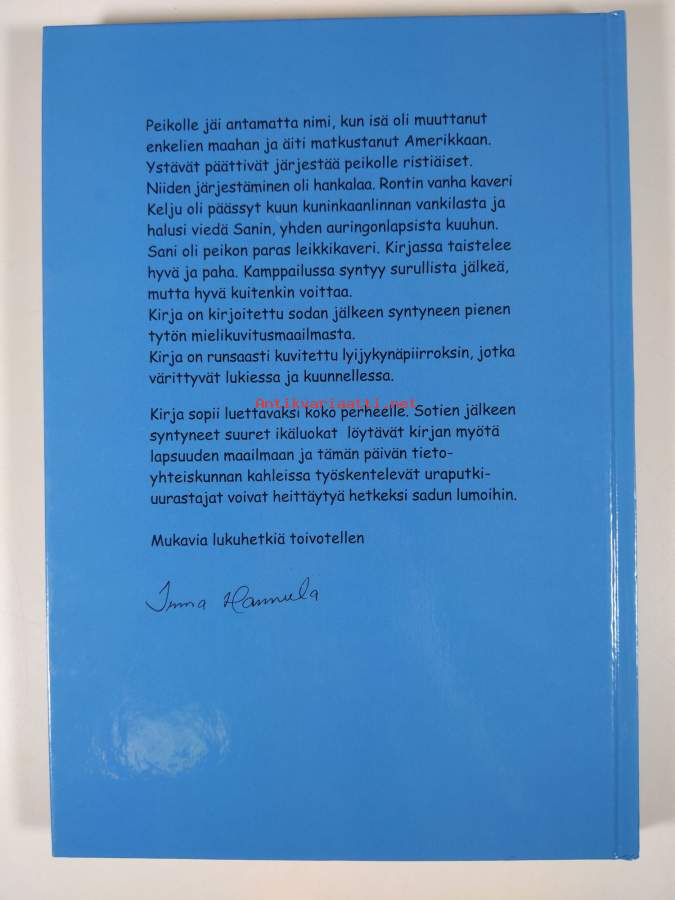 Peikolle jäi antamatta nimi, kun isä oli muuttanut
enkelien maahan ja äiti matkustanut Amerikkaan.
Ystävät päättivät järjestää peikolle ristiäiset.
Niiden järjestäminen oli hankalaa. Rontin vanha kaveri
Kelju oli päässyt kuun kuninkaanlinnan vankilasta ja
halusi viedä Sanin, yhden auringonlapsista kuuhun.
Sani oli peikon paras leikkikaveri. Kirjassa taistelee
hyvä ja paha. Kamppailussa syntyy surullista jälkeä,
mutta hyvä kuitenkin voittaa.
Kirja on kirjoitettu sodan jälkeen syntyneen pienen
tytön mielikuvitusmaailmasta.
Kirja on runsaasti kuvitettu lyijykynäpiirroksin, jotka
värittyvät lukiessa ja kuunnellessa.
Antikvariaatti.net
Kirja sopii luettavaksi koko perheelle. Sotien jälkeen
syntyneet suuret ikäluokat löytävät kirjan myötä
lapsuuden maailmaan ja tämän päivän tieto-
yhteiskunnan kahleissa työskentelevät uraputki-
uurastajat voivat heittäytyä hetkeksi sadun lumoihin.
Mukavia lukuhetkiä toivotellen
Irma Hannula